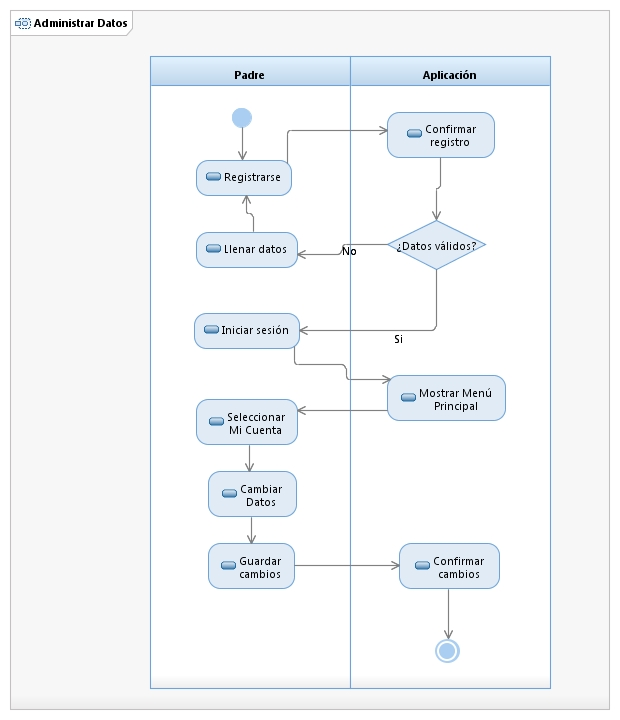 Administrar Datos
Padre
Aplicación
Confirmar
registro
Registrarse
¿Datos válidos?
Llenar datos
No
Iniciar sesión
Si
Mostrar Menú
Principal
Seleccionar
Mi Cuenta
Cambiar
Datos
Guardar
cambios
Confirmar
cambios